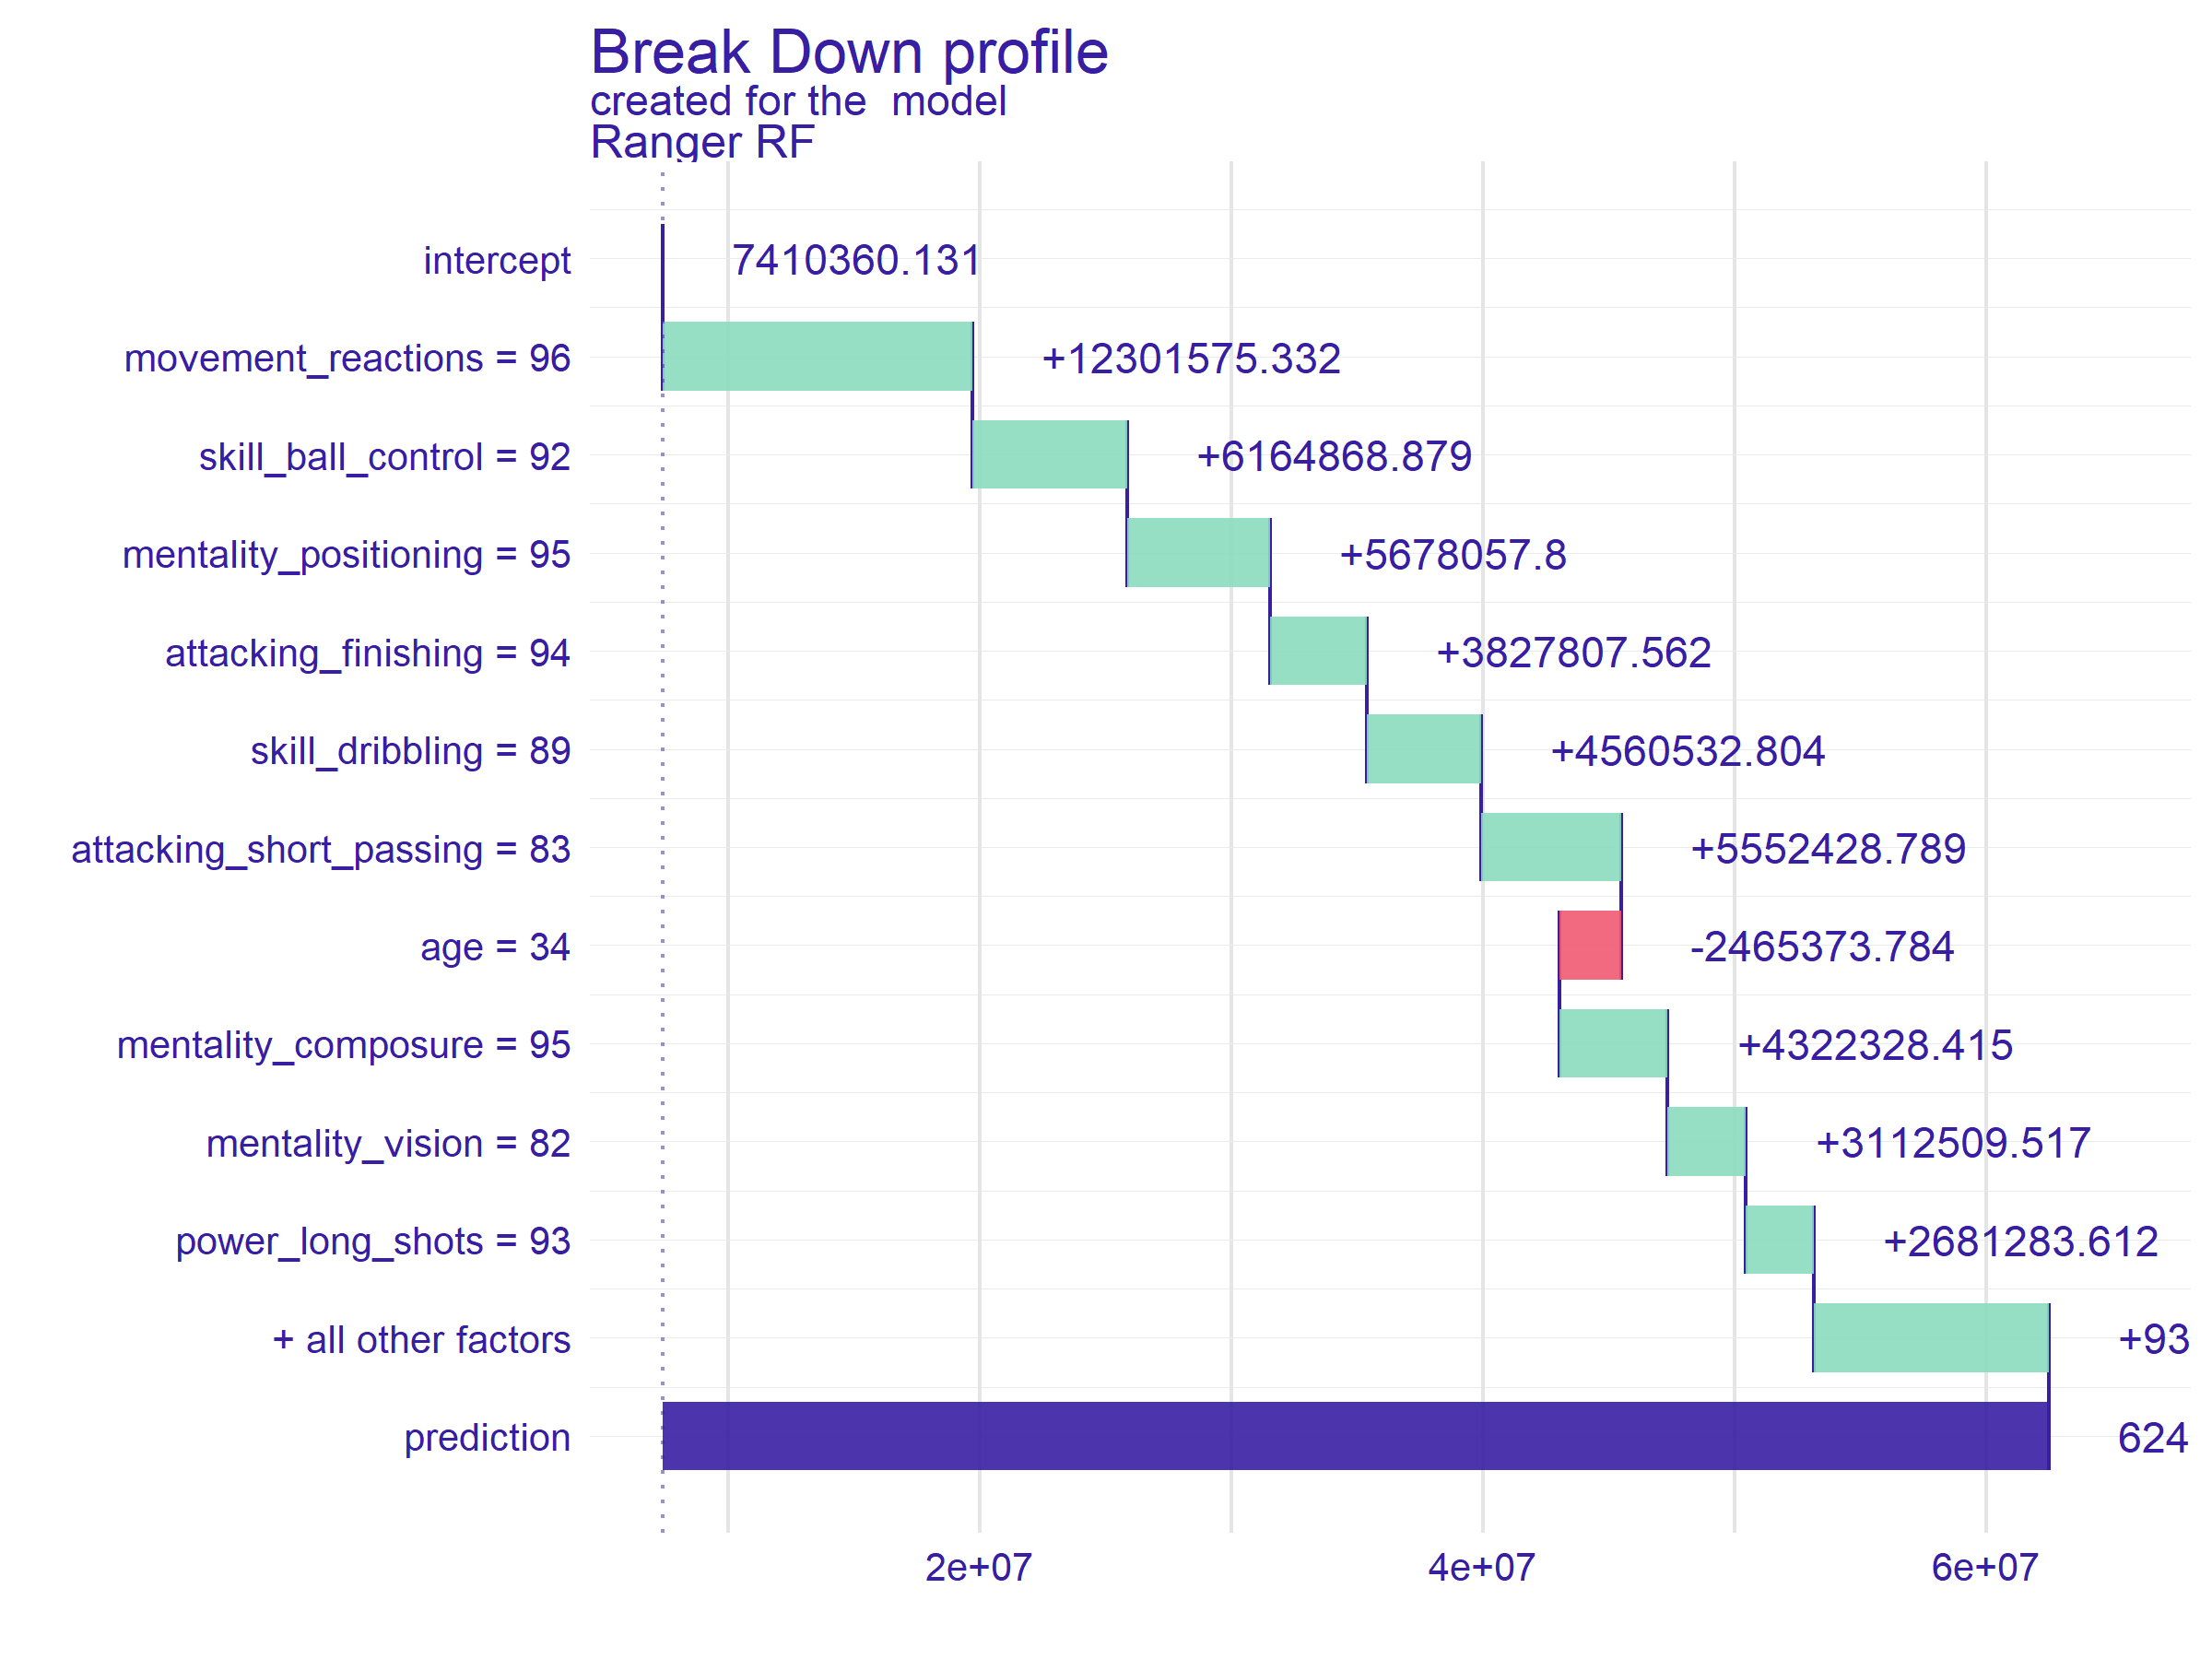 Break Down profile
created for the  model
Ranger RF
intercept 7410360.131
movement_reactions = 96 +12301575.332
skill_ball_control = 92 +6164868.879
mentality_positioning = 95 +5678057.8
attacking_finishing = 94 +3827807.562
skill_dribbling = 89 +4560532.804
attacking_short_passing = 83 +5552428.789
age = 34 -2465373.784
mentality_composure = 95 +4322328.415
mentality_vision = 82 +3112509.517
power_long_shots = 93 +2681283.612
+ all other factors +93
prediction 624
2e+07 4e+07 6e+07